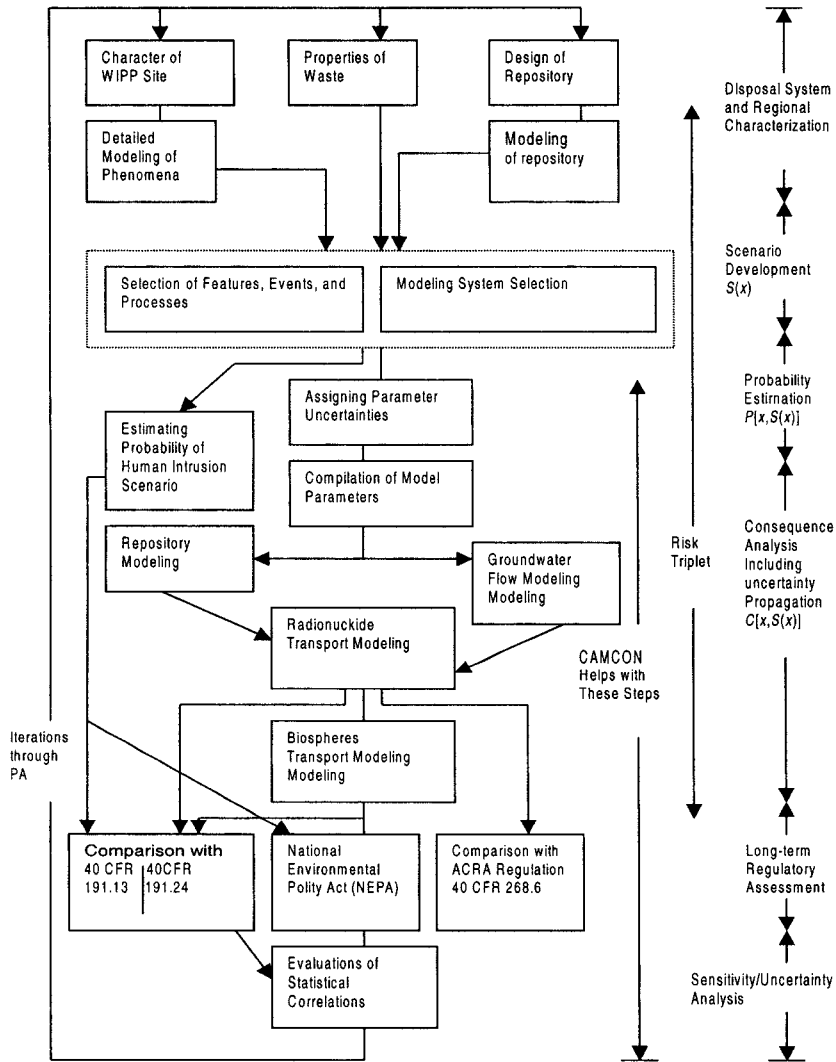 Character of
WIPP Site
Properties of
Waste
Design of
Repository
Disposal System
and Regional
Characterization
Detailed
Modeling of
Phenomena
Modeling
of repository
Selection of Features, Events, and
Processes
Modeling System Selection
Scenario
Development
S(x)
Estimating
Probability of
Human Intrusion
Scenario
Assigning Parameter
Uncertainties
Probability
Estirnation
P[x,S(x)]
Compilation of Model
Parameters
Repository
Modeling
Groundwater
Flow Modeling
Modeling
Risk
Triplet
Consequence
Analysis
Including
uncertainty
Propagation
C[x,S(x)]
Radionuckide
Transport Modeling
CAMCON
Helps with
These Steps
Iterations
through
PA
Biospheres
Transport Modeling
Modeling
Comparison with
40 CFR 40CFR
191.13 191.24
National
Environmental
Polity Act (NEPA)
Comparison with
ACRA Regulation
40 CFR 268.6
Long-term
Regulatory
Assessment
Evaluations of
Statistical
Correlations
Sensitivity/Uncertainty
Analysis